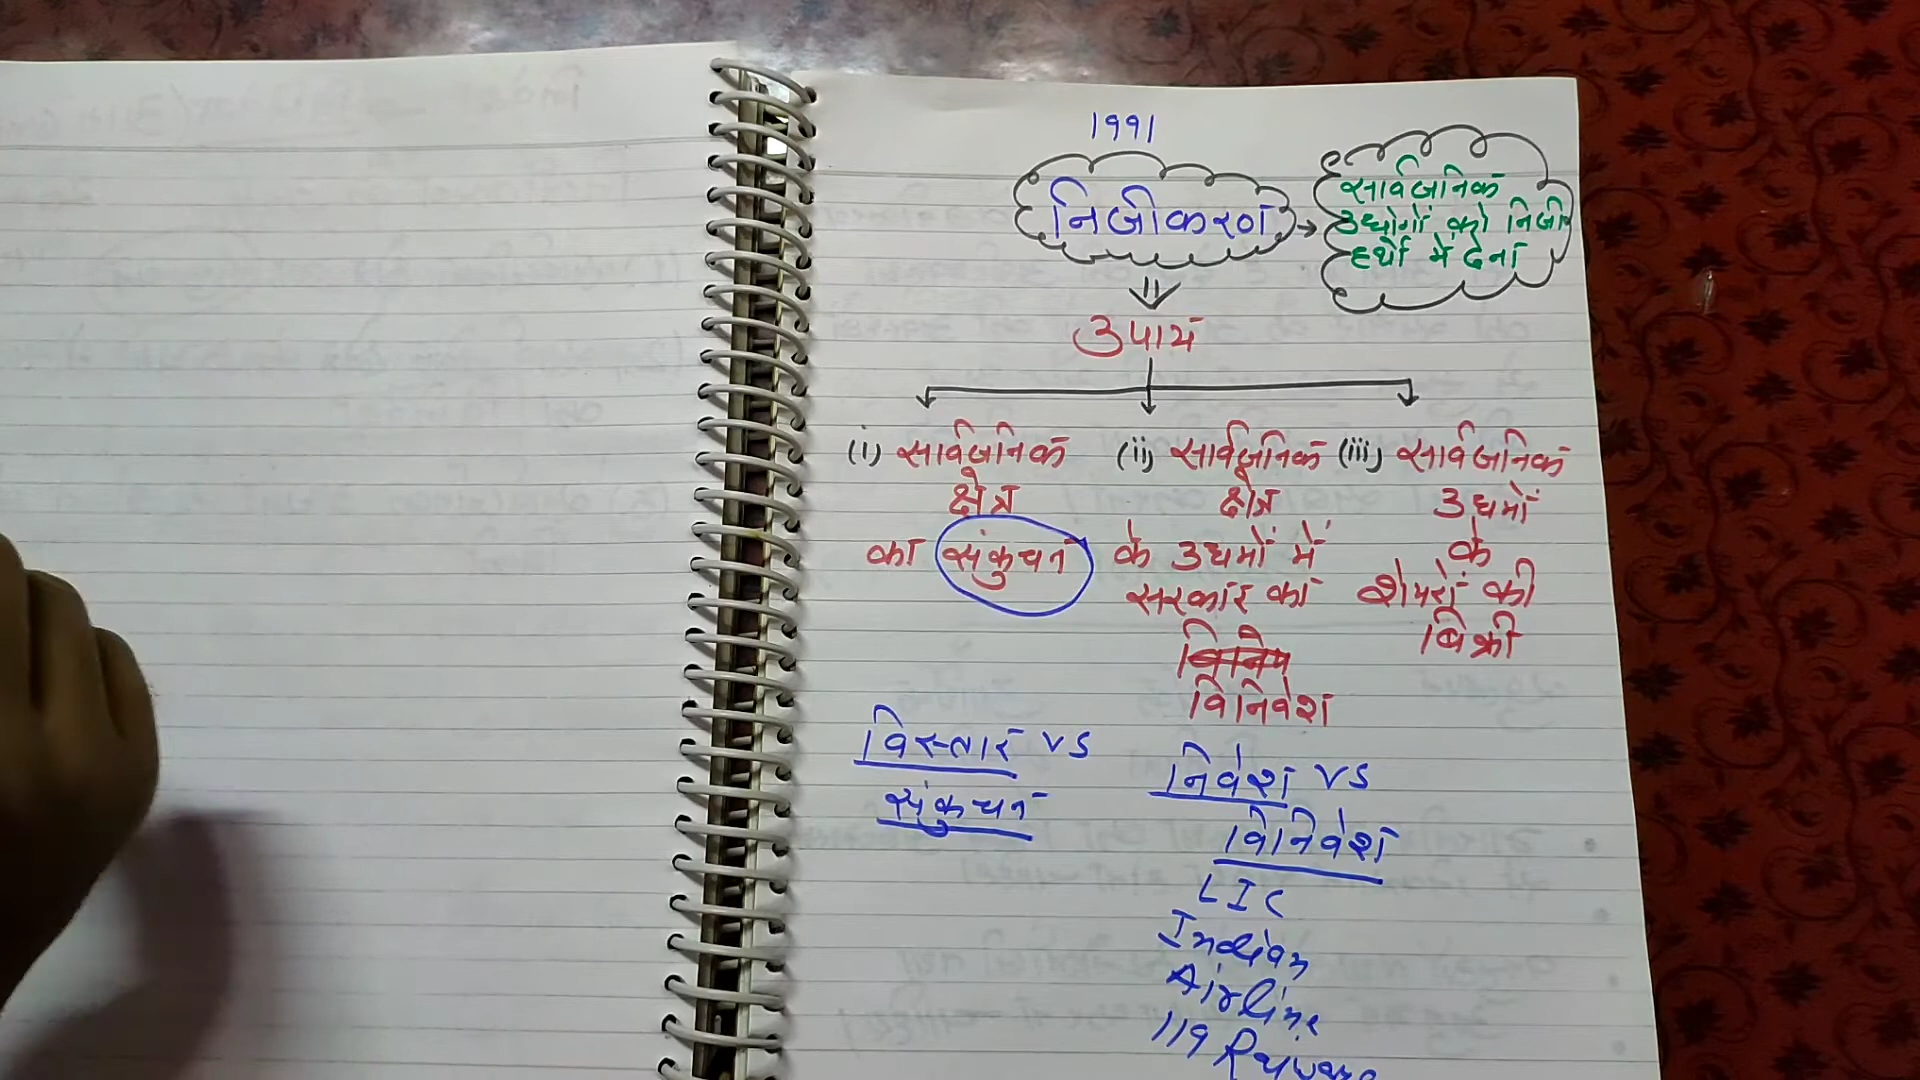 1991
निजीकरण
सार्वजनिक
उद्योगों को निजी
हाथों में देना
उपाय
(i) सार्वजनिक
क्षेत्र
का संकुचन
(ii) सार्वजनिक
क्षेत्र
के उद्यमों में
सरकार का
विनिवेश
(iii) सार्वजनिक
उद्यमों
के
शेयरों की
बिक्री
विस्तार VS
संकुचन
निवेश VS
विनिवेश
LIC
Indian
Airline
119